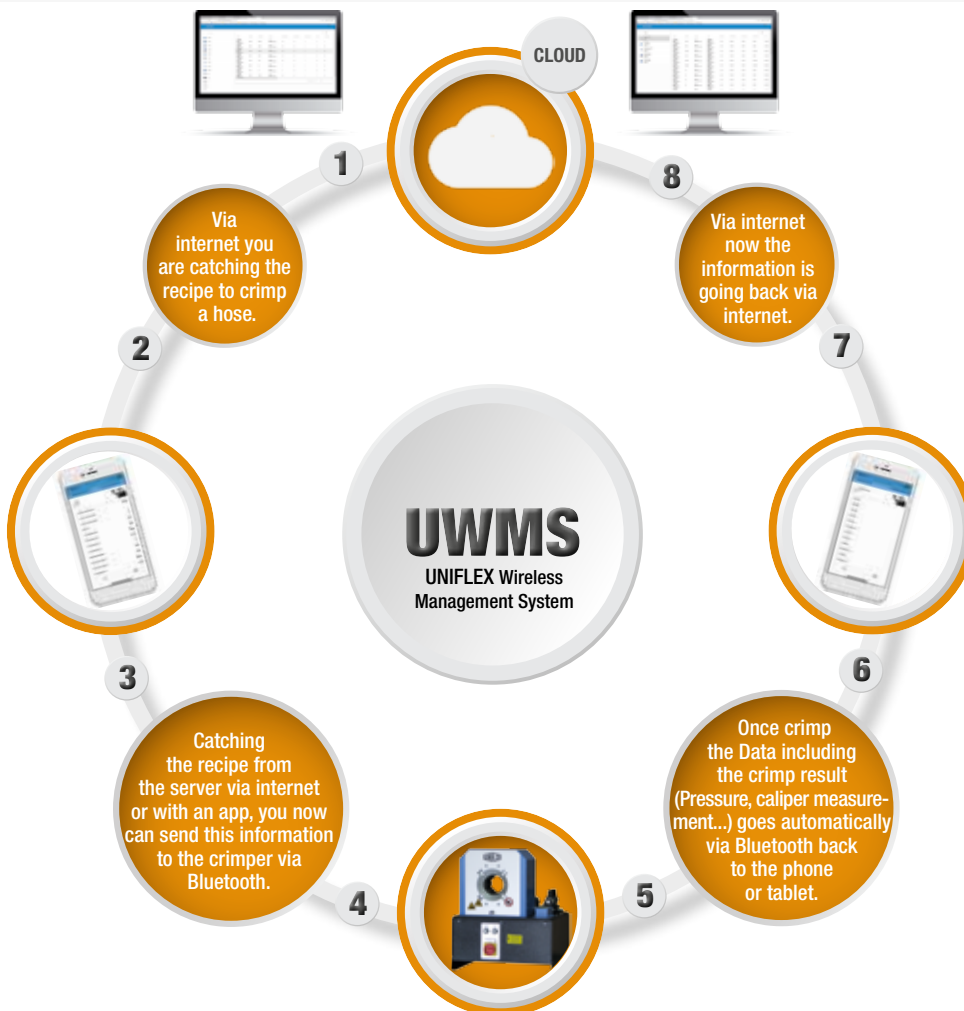 CLOUD
1
Via
internet you
are catching the
recipe to crimp
a hose.
2
3
Catching
the recipe from
the server via internet
or with an app, you now
can send this information
to the crimper via
Bluetooth.
4
5
Once crimp
the Data including
the crimp result
(Pressure, caliper measure-
ment...) goes automatically
via Bluetooth back
to the phone
or tablet.
6
7
Via internet
now the
information is
going back via
internet.
8
UWMS
UNIFLEX Wireless
Management System